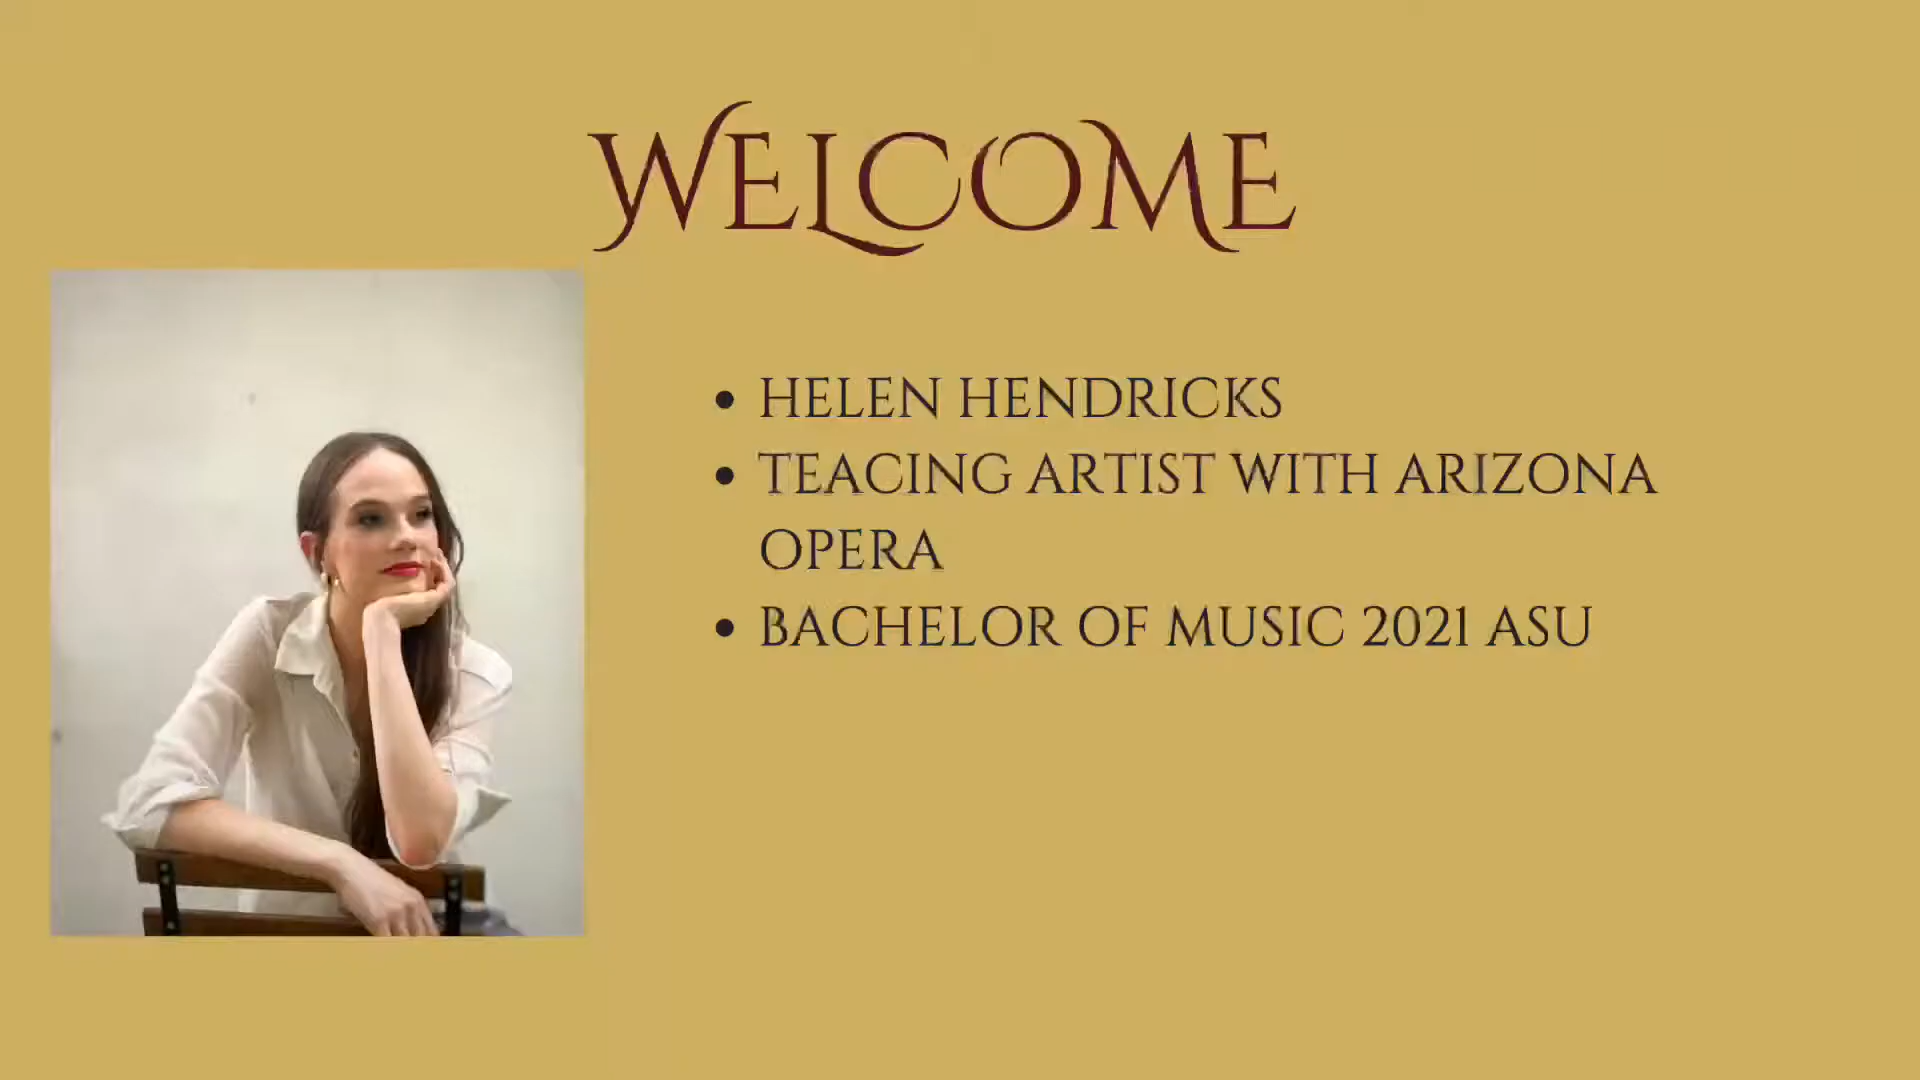 WELCOME
• HELEN HENDRICKS
• TEACING ARTIST WITH ARIZONA
OPERA
• BACHELOR OF MUSIC 2021 ASU